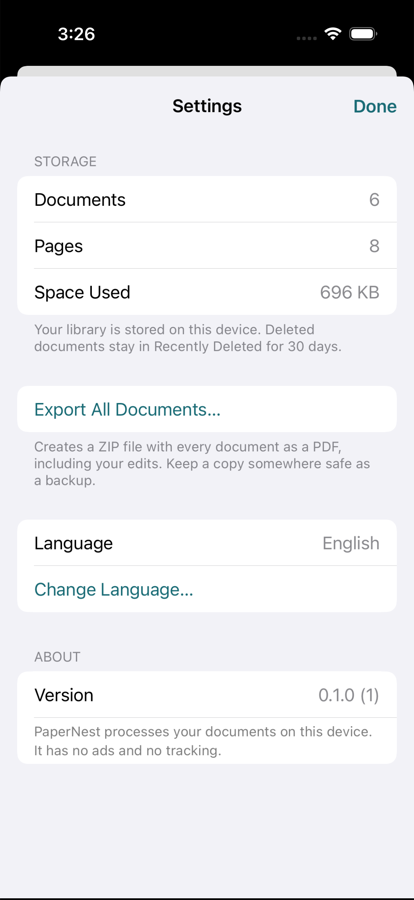 3:26
Settings
Done
STORAGE
Documents 6
Pages 8
Space Used 696 KB
Your library is stored on this device. Deleted
documents stay in Recently Deleted for 30 days.
Export All Documents...
Creates a ZIP file with every document as a PDF,
including your edits. Keep a copy somewhere safe as
a backup.
Language English
Change Language...
ABOUT
Version 0.1.0 (1)
PaperNest processes your documents on this device.
It has no ads and no tracking.